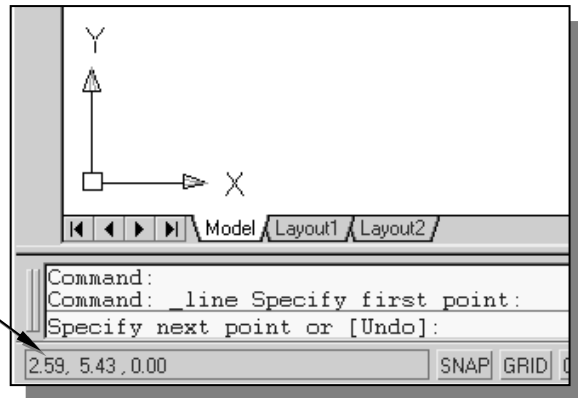 Y
X
Model Layout1 Layout2
Command:
Command: _line Specify first point:
Specify next point or [Undo]:
2.59, 5.43 , 0.00 SNAP GRID